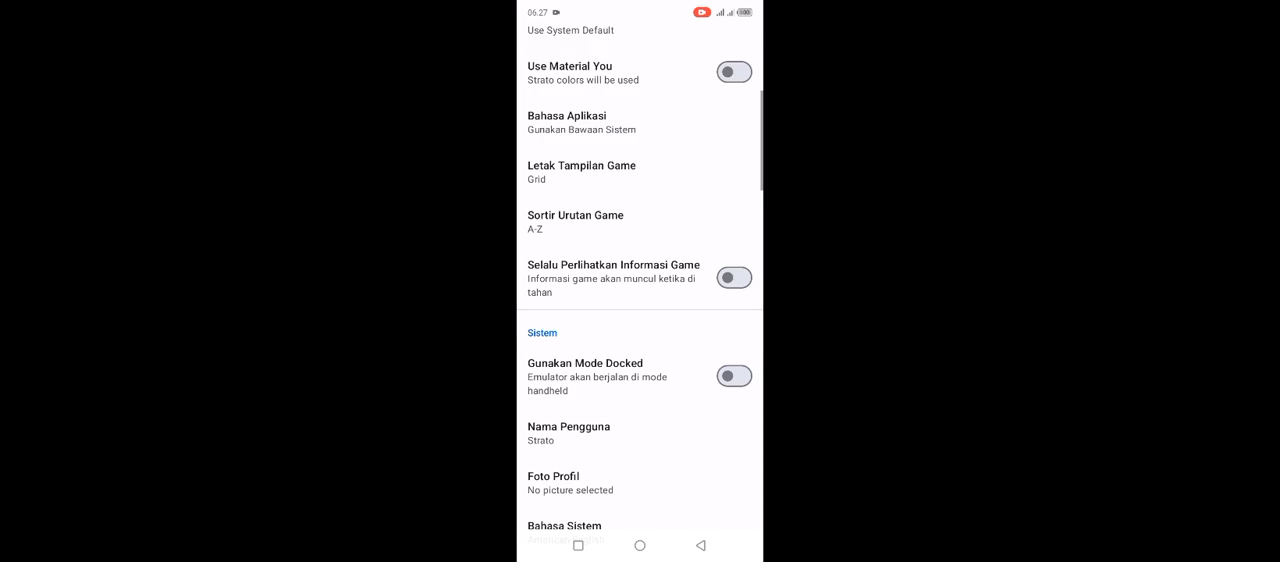 06.27
Use System Default
Use Material You
Strato colors will be used
Bahasa Aplikasi
Gunakan Bawaan Sistem
Letak Tampilan Game
Grid
Sortir Urutan Game
A-Z
Selalu Perlihatkan Informasi Game
Informasi game akan muncul ketika di
tahan
Sistem
Gunakan Mode Docked
Emulator akan berjalan di mode
handheld
Nama Pengguna
Strato
Foto Profil
No picture selected
Bahasa Sistem